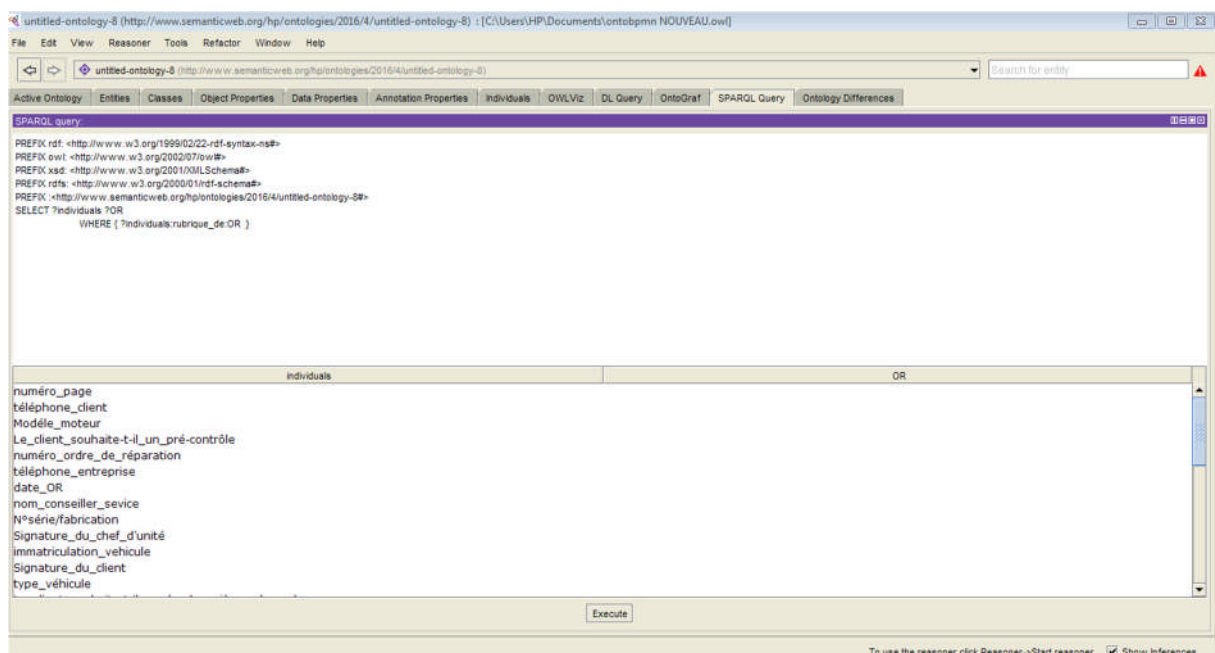 untitled-ontology-8 (http://www.semanticweb.org/hp/ontologies/2016/4/untitled-ontology-8) : [C:\Users\HP\Documents\ontobpmn NOUVEAU.owl]
File Edit View Reasoner Tools Refactor Window Help
untitled-ontology-8 (http://www.semanticweb.org/hp/ontologies/2016/4/untitled-ontology-8) Search for entity
Active Ontology Entities Classes Object Properties Data Properties Annotation Properties Individuals OWLViz DL Query OntoGraf SPARQL Query Ontology Differences
SPARQL query:
PREFIX rdf: <http://www.w3.org/1999/02/22-rdf-syntax-ns#>
PREFIX owl: <http://www.w3.org/2002/07/owl#>
PREFIX xsd: <http://www.w3.org/2001/XMLSchema#>
PREFIX rdfs: <http://www.w3.org/2000/01/rdf-schema#>
PREFIX :<http://www.semanticweb.org/hp/ontologies/2016/4/untitled-ontology-8#>
SELECT ?individuals ?OR
WHERE { ?individuals:rubrique_de:OR }
individuals OR
numéro_page
téléphone_client
Modéle_moteur
Le_client_souhaite-t-il_un_pré-contrôle
numéro_ordre_de_réparation
téléphone_entreprise
date_OR
nom_conseiller_sevice
N°série/fabrication
Signature_du_chef_d'unité
immatriculation_vehicule
Signature_du_client
type_véhicule
Execute
To use the reasoner click Reasoner->Start reasoner Show Inferences